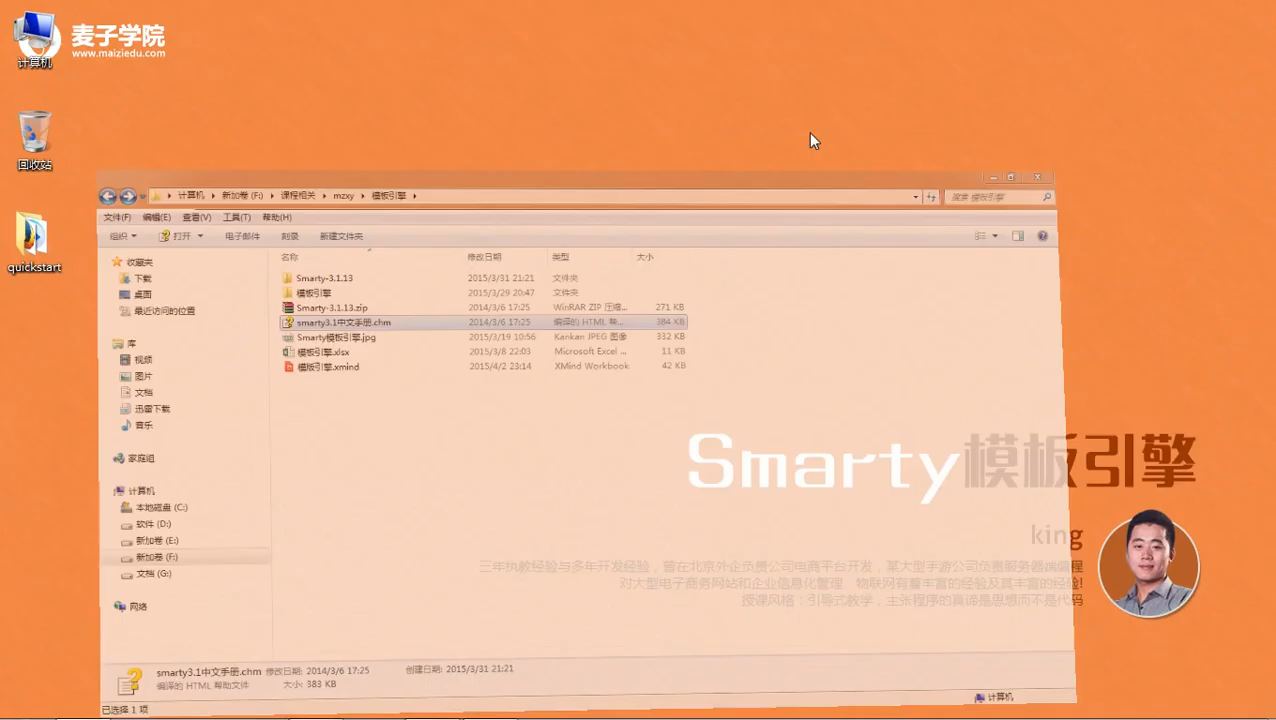 麦子学院
www.maiziedu.com
计算机
回收站
quickstart
计算机 新加卷 (F:) 课程相关 mzxy 模板引擎
搜索 模板引擎
文件(F) 编辑(E) 查看(V) 工具(T) 帮助(H)
组织 打开 电子邮件 刻录 新建文件夹
名称 修改日期 类型 大小
收藏夹
下载
桌面
最近访问的位置
库
视频
图片
文档
迅雷下载
音乐
家庭组
计算机
本地磁盘 (C:)
软件 (D:)
新加卷 (E:)
新加卷 (F:)
文档 (G:)
网络
Smarty-3.1.13 2015/3/31 21:21 文件夹
模板引擎 2015/3/29 20:47 文件夹
Smarty-3.1.13.zip 2014/3/6 17:25 WinRAR ZIP 压缩... 271 KB
smarty3.1中文手册.chm 2014/3/6 17:25 编译的 HTML 帮... 384 KB
Smarty模板引擎.jpg 2015/3/19 10:56 Kankan JPEG 图像 332 KB
模板引擎.xlsx 2015/3/8 22:03 Microsoft Excel ... 11 KB
模板引擎.xmind 2015/4/2 23:14 XMind Workbook 42 KB
Smarty模板引擎
king
三年执教经验与多年开发经验，曾在北京外企负责公司电商平台开发，某大型手游公司负责服务器端编程
对大型电子商务网站和企业信息化管理、物联网有着丰富的经验及其丰富的经验!
授课风格：引导式教学，主张程序的真谛是思想而不是代码
smarty3.1中文手册.chm 修改日期: 2014/3/6 17:25 创建日期: 2015/3/31 21:21
编译的 HTML 帮助文件 大小: 383 KB
已选择 1 项
计算机